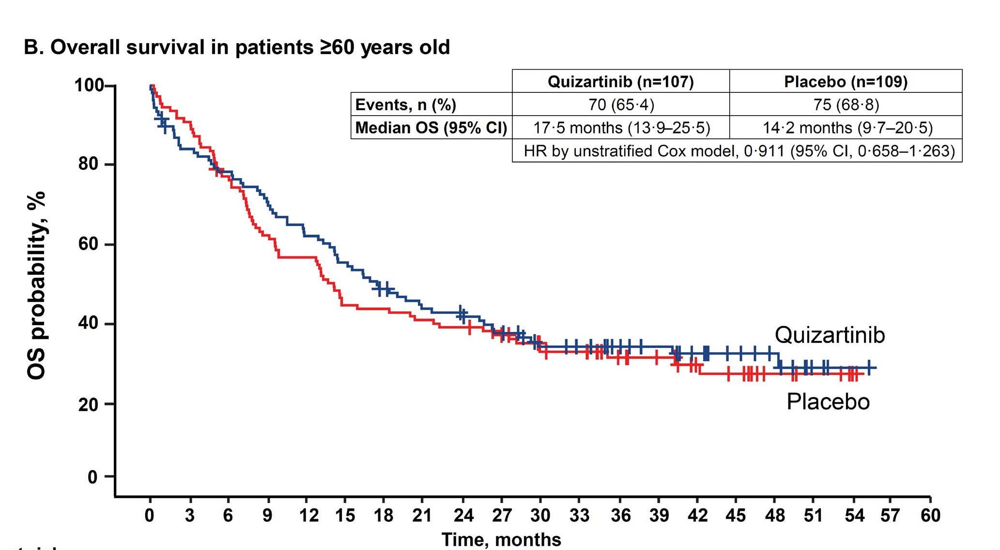 B. Overall survival in patients ≥60 years old
Quizartinib (n=107) Placebo (n=109)
Events, n (%) 70 (65·4) 75 (68·8)
Median OS (95% CI) 17·5 months (13·9–25·5) 14·2 months (9·7–20·5)
HR by unstratified Cox model, 0·911 (95% CI, 0·658–1·263)
OS probability, %
100
80
60
40
20
0
Quizartinib
Placebo
0 3 6 9 12 15 18 21 24 27 30 33 36 39 42 45 48 51 54 57 60
Time, months